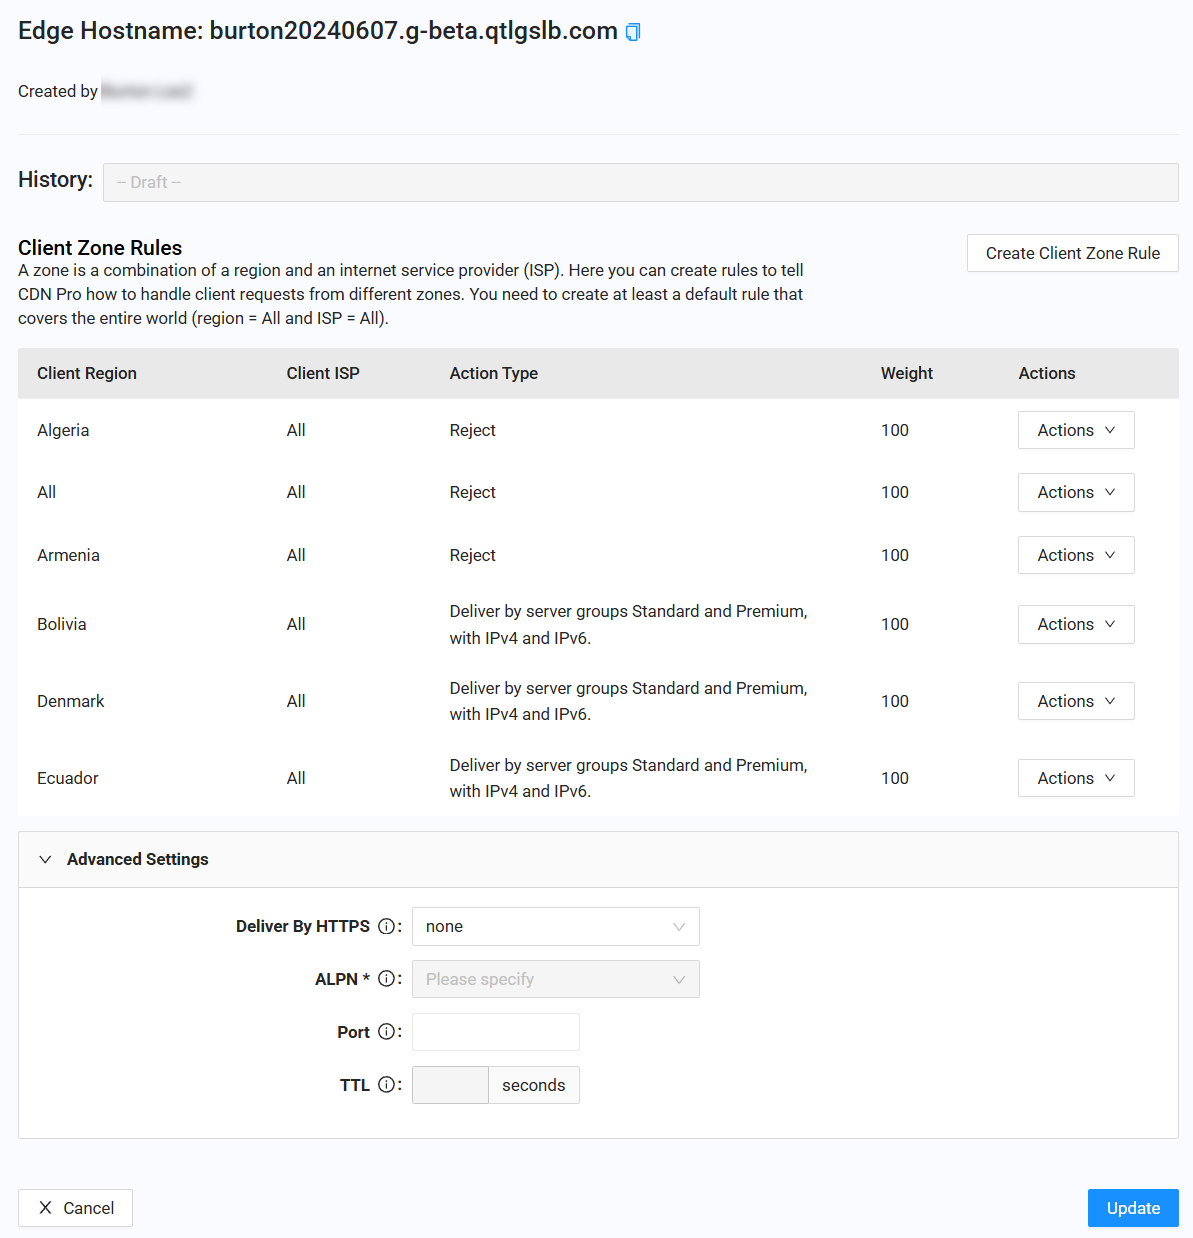 Edge Hostname: burton20240607.g-beta.qtlgslb.com
Created by
History: -- Draft --
Client Zone Rules
Create Client Zone Rule
A zone is a combination of a region and an internet service provider (ISP). Here you can create rules to tell
CDN Pro how to handle client requests from different zones. You need to create at least a default rule that
covers the entire world (region = All and ISP = All).
Client Region Client ISP Action Type Weight Actions
Algeria All Reject 100 Actions
All All Reject 100 Actions
Armenia All Reject 100 Actions
Bolivia All Deliver by server groups Standard and Premium, 100 Actions
with IPv4 and IPv6.
Denmark All Deliver by server groups Standard and Premium, 100 Actions
with IPv4 and IPv6.
Ecuador All Deliver by server groups Standard and Premium, 100 Actions
with IPv4 and IPv6.
Advanced Settings
Deliver By HTTPS : none
ALPN * : Please specify
Port :
TTL : seconds
Cancel Update